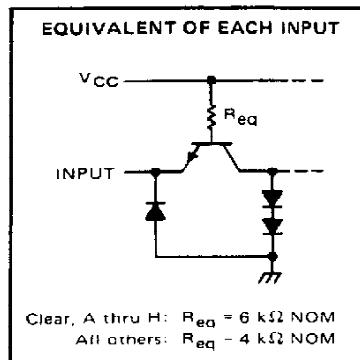 EQUIVALENT OF EACH INPUT
VCC
Req
INPUT
Clear, A thru H: Req = 6 kΩ NOM
All others: Req = 4 kΩ NOM